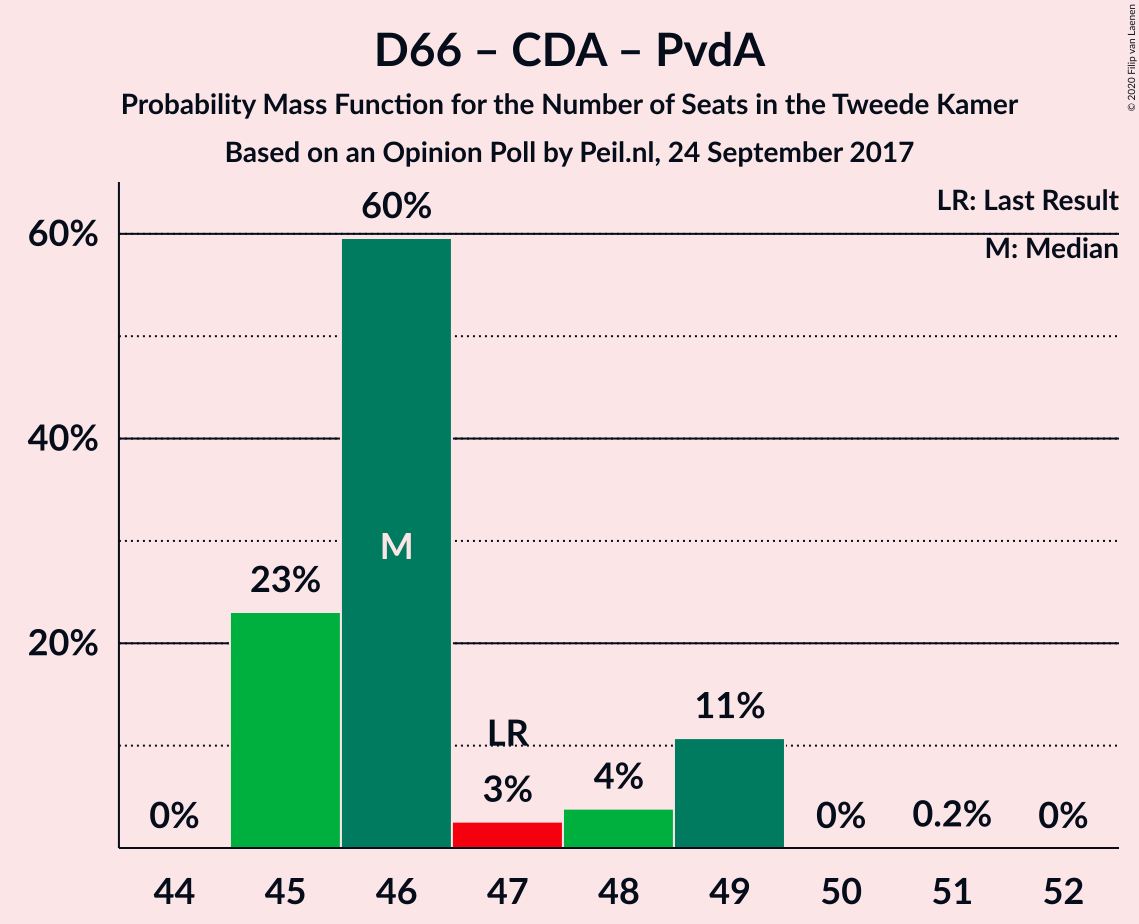 D66 – CDA – PvdA
Probability Mass Function for the Number of Seats in the Tweede Kamer
Based on an Opinion Poll by Peil.nl, 24 September 2017
© 2020 Filip van Laenen
LR: Last Result
M: Median
60%
40%
20%
0%
23%
60%
M
LR
3%
4%
11%
0%
0.2%
0%
44 45 46 47 48 49 50 51 52